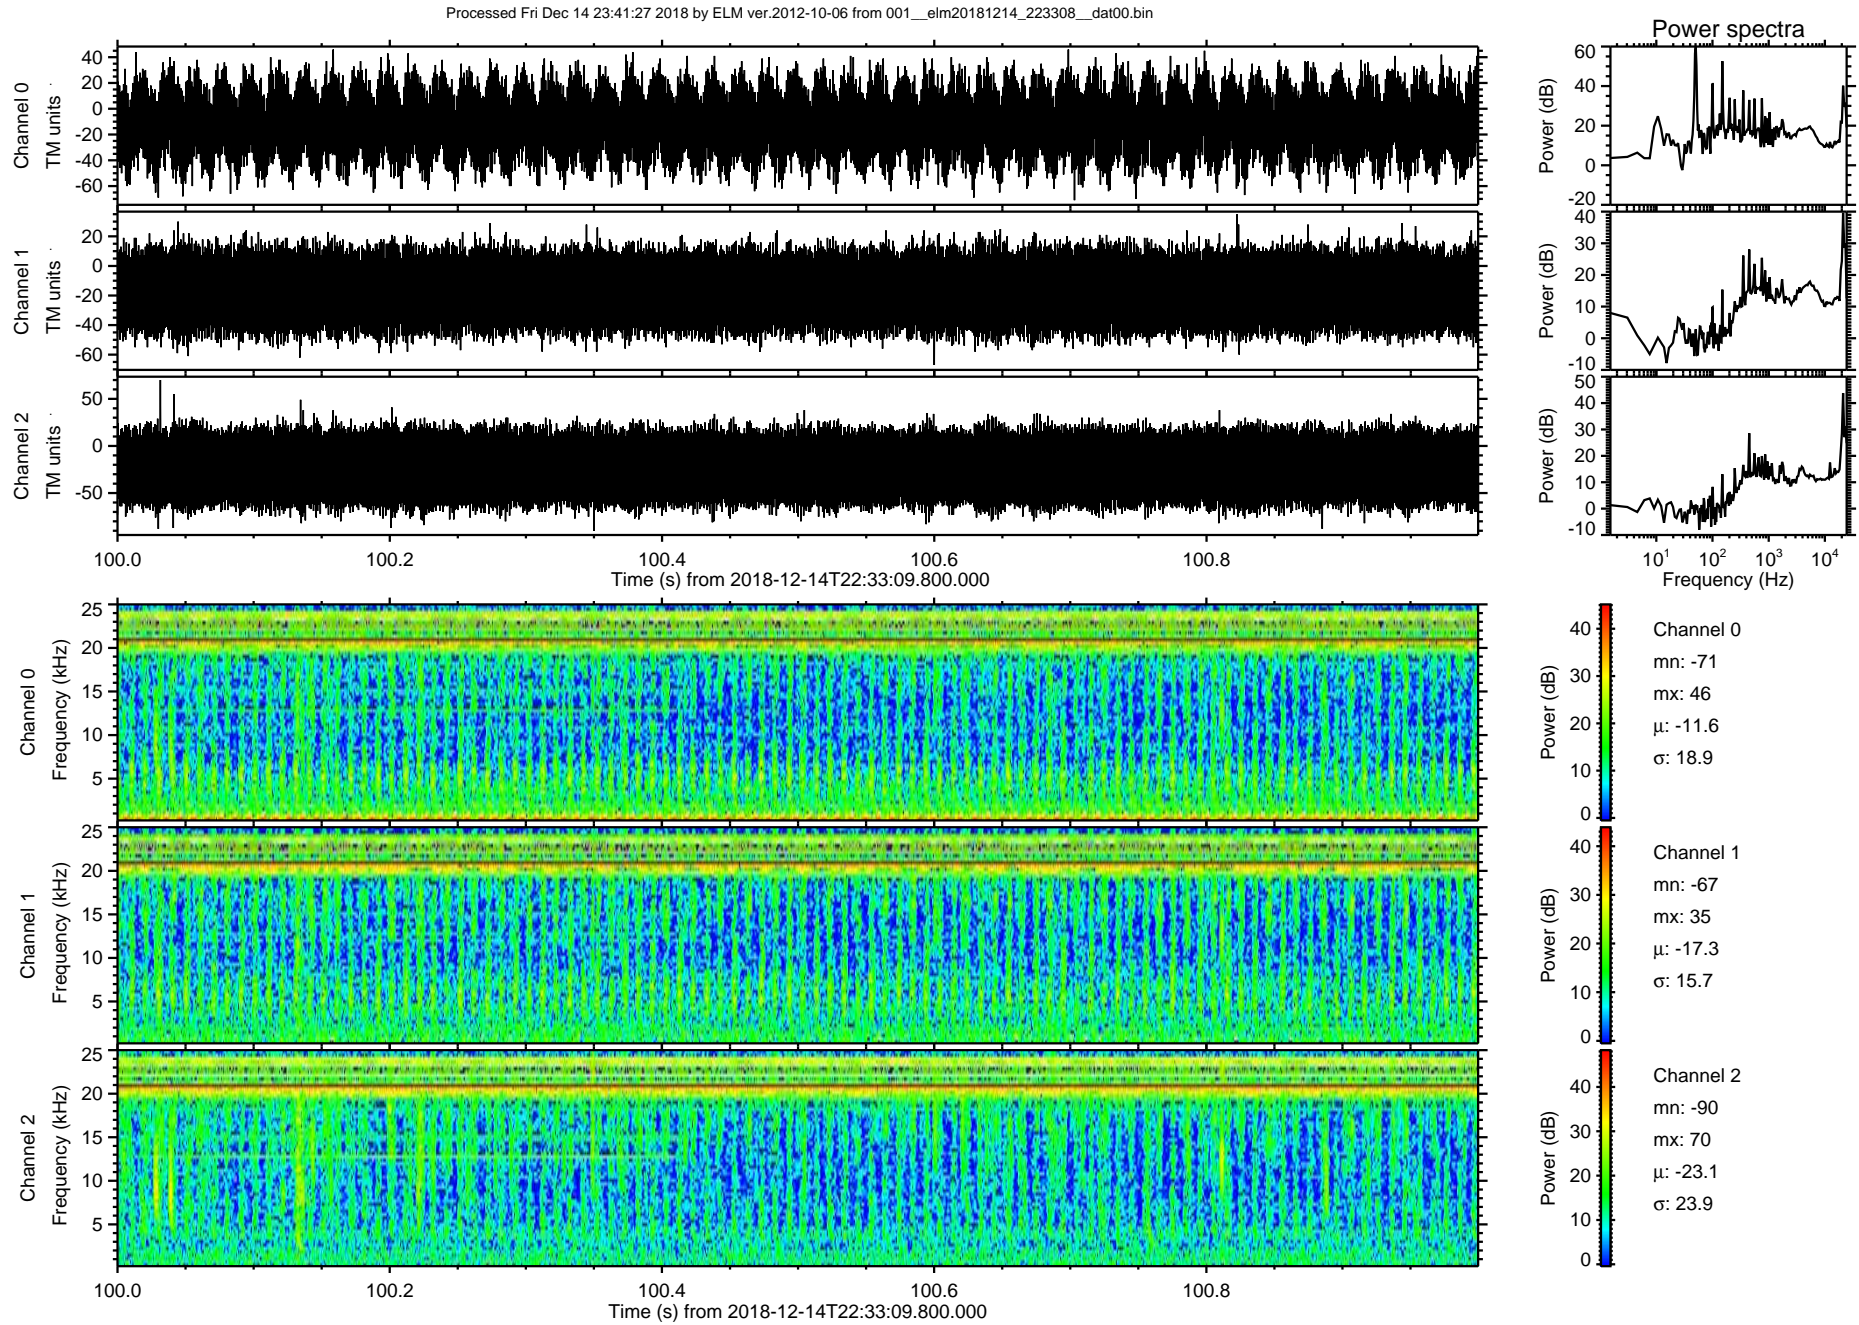 Processed Fri Dec 14 23:41:27 2018 by ELM ver.2012-10-06 from 001__elm20181214_223308__dat00.bin
Power spectra
Channel 0
TM units
40
20
0
-20
-40
-60
Power (dB)
60
40
20
0
-20
Channel 1
TM units
20
0
-20
-40
-60
Power (dB)
40
30
20
10
0
-10
Channel 2
TM units
50
0
-50
Power (dB)
50
40
30
20
10
0
-10
100.0 100.2 100.4 100.6 100.8
Time (s) from 2018-12-14T22:33:09.800.000
10¹ 10² 10³ 10⁴
Frequency (Hz)
Channel 0
Frequency (kHz)
25
20
15
10
5
Power (dB)
40
30
20
10
0
Channel 0
mn: -71
mx: 46
μ: -11.6
σ: 18.9
Channel 1
Frequency (kHz)
25
20
15
10
5
Power (dB)
40
30
20
10
0
Channel 1
mn: -67
mx: 35
μ: -17.3
σ: 15.7
Channel 2
Frequency (kHz)
25
20
15
10
5
Power (dB)
40
30
20
10
0
Channel 2
mn: -90
mx: 70
μ: -23.1
σ: 23.9
100.0 100.2 100.4 100.6 100.8
Time (s) from 2018-12-14T22:33:09.800.000